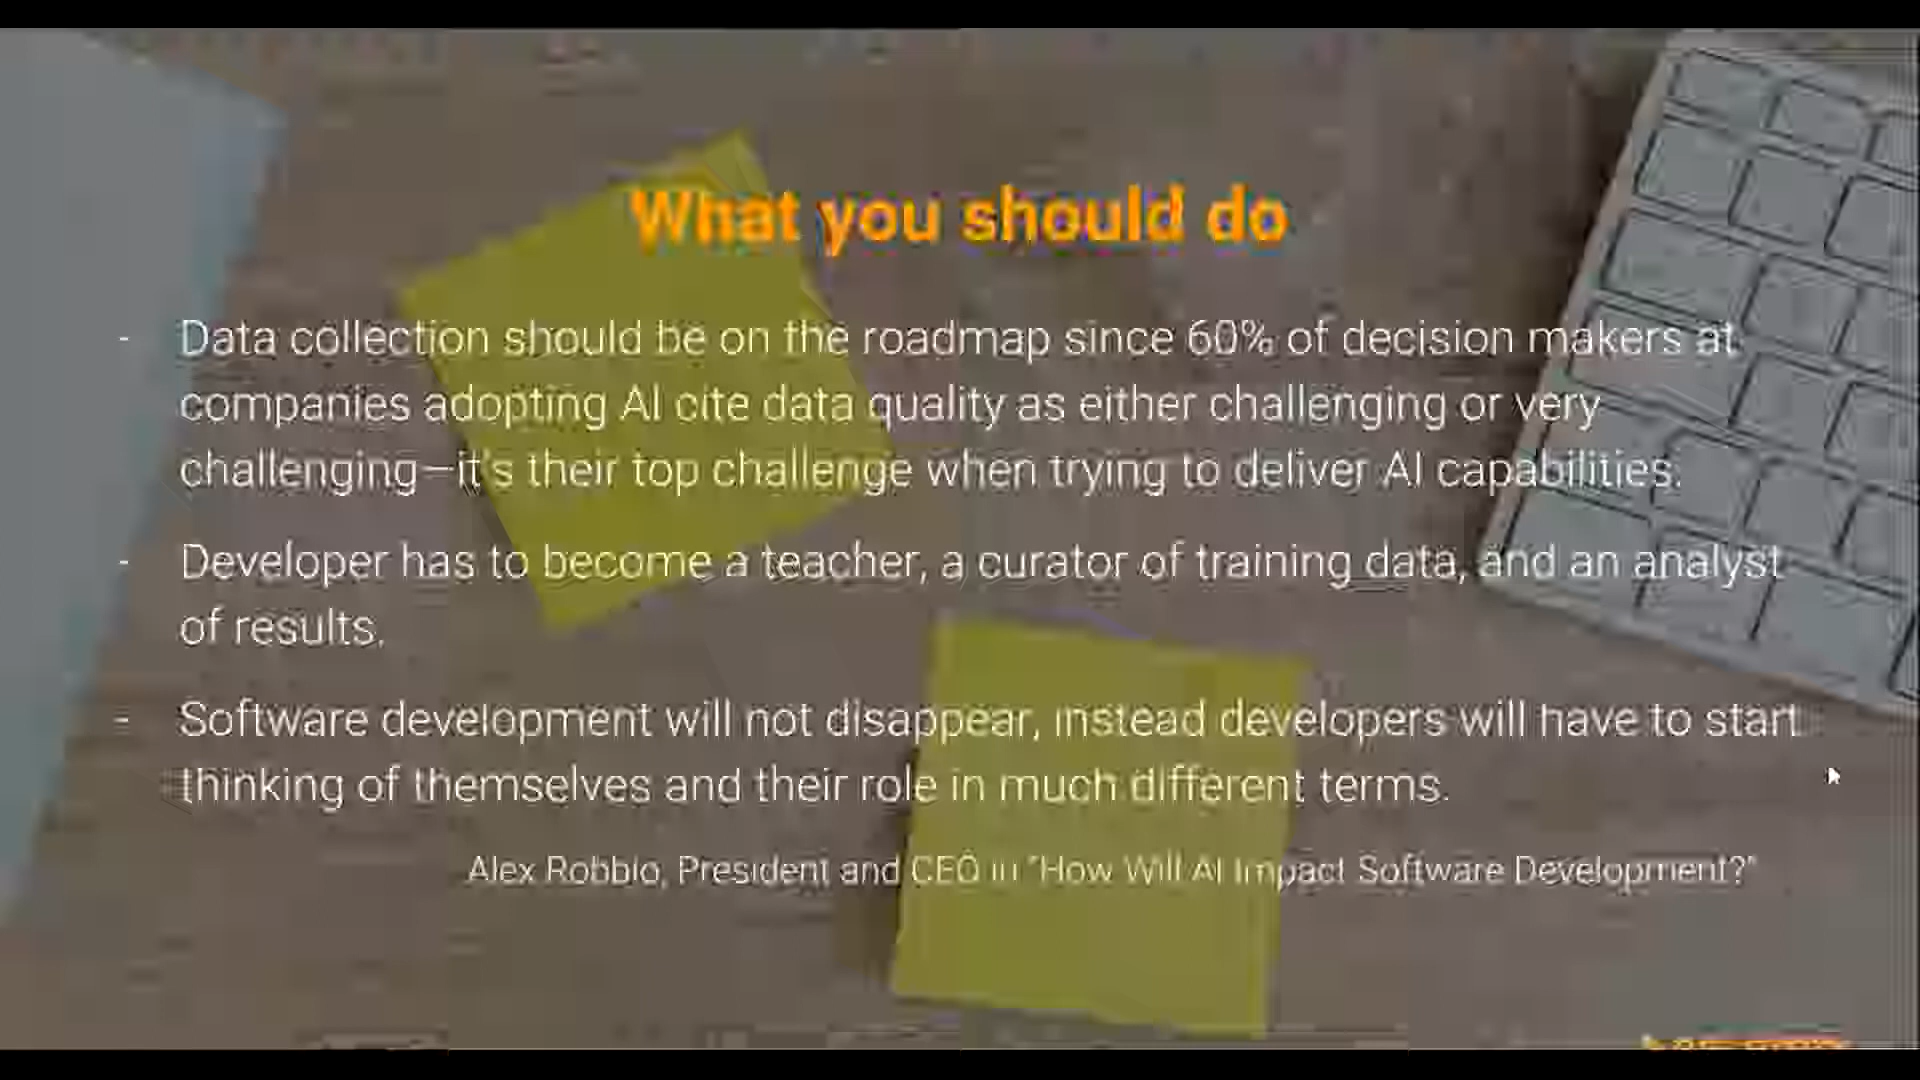 What you should do
- Data collection should be on the roadmap since 60% of decision makers at
companies adopting AI cite data quality as either challenging or very
challenging—it's their top challenge when trying to deliver AI capabilities.
- Developer has to become a teacher, a curator of training data, and an analyst
of results.
- Software development will not disappear, instead developers will have to start
thinking of themselves and their role in much different terms.
Alex Robbio, President and CEO in "How Will AI Impact Software Development?"